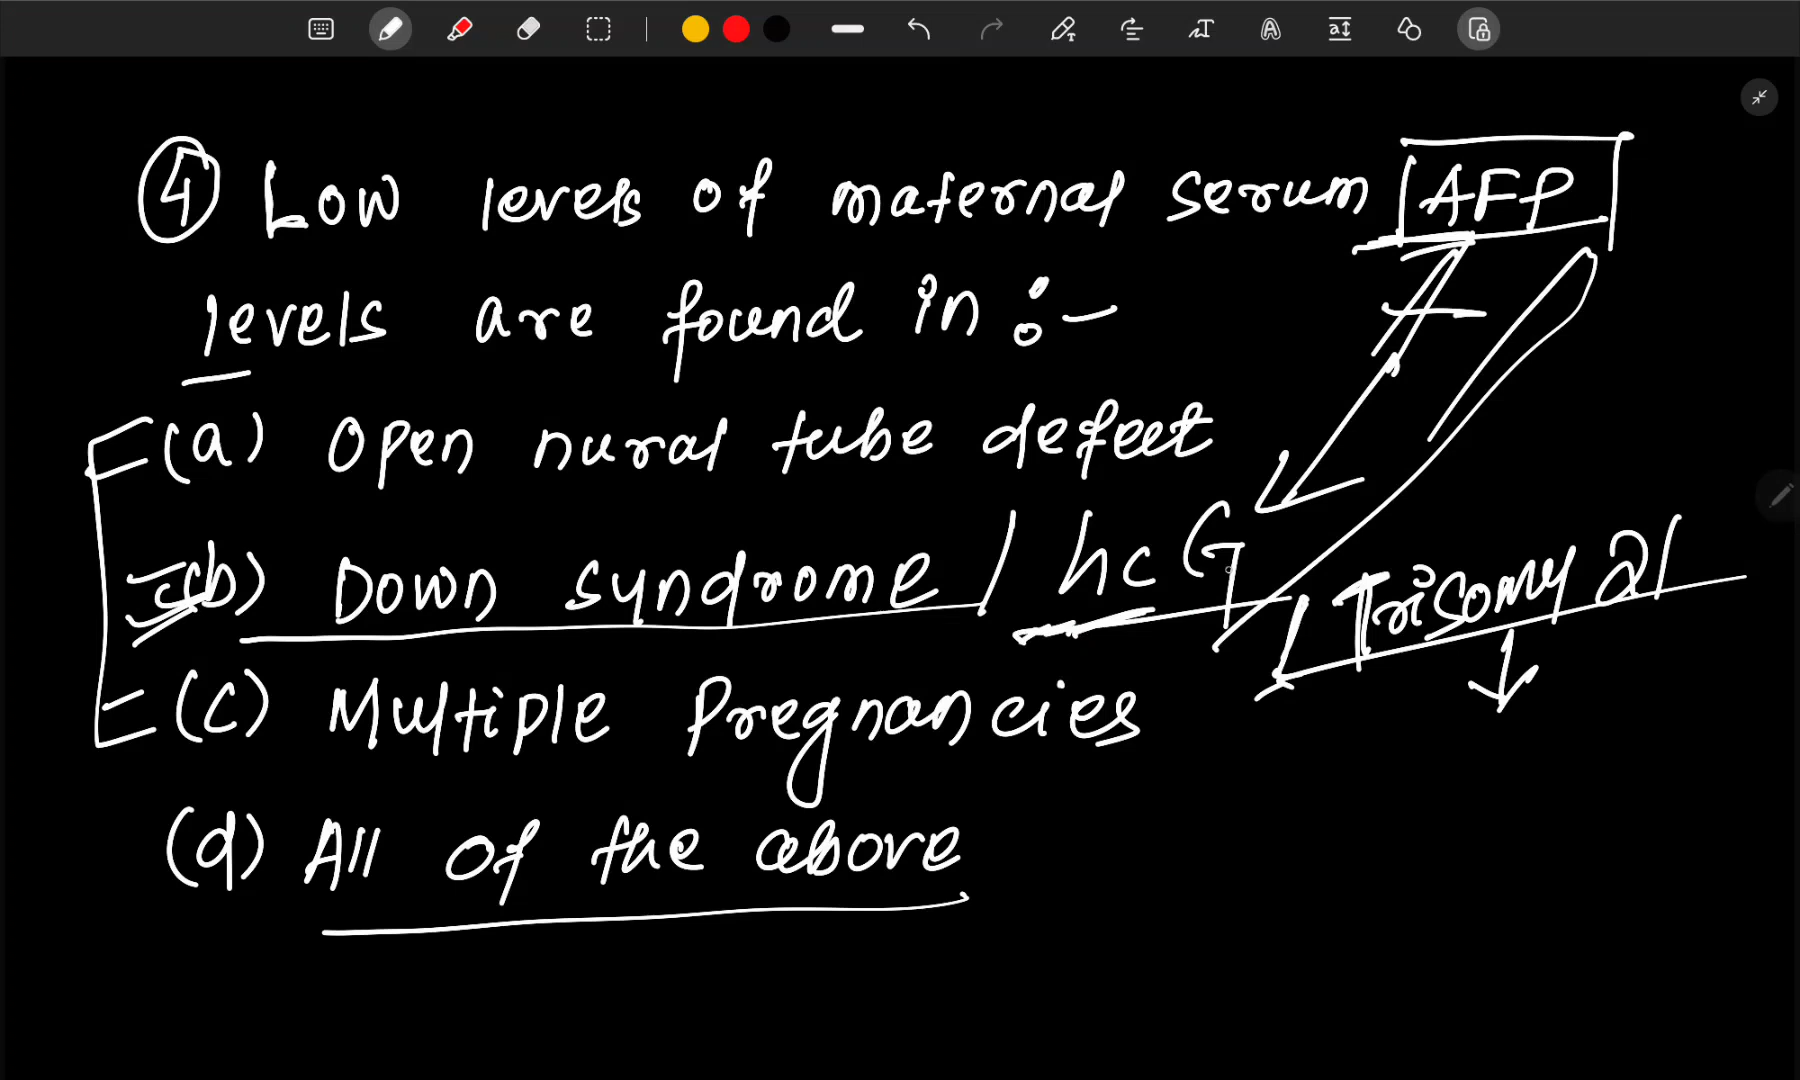 ④ Low levels of maternal serum AFP
levels are found in :-
(a) Open nural tube defect
(b) Down syndrome / hcG / Trisomy 21
(c) Multiple Pregnancies
(d) All of the above